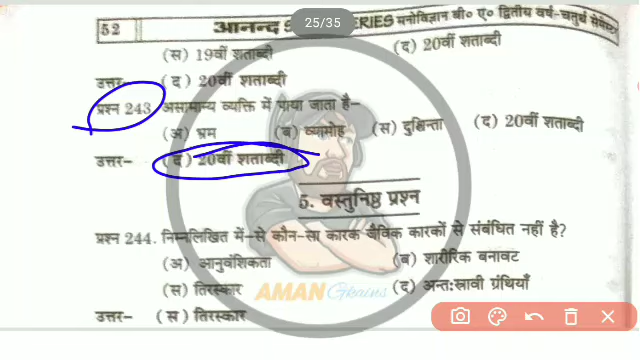 52
आनन्द S SERIES मनोविज्ञान बी० ए० द्वितीय वर्ष-चतुर्थ सेमेस्टर
25/35
(स) 19वीं शताब्दी (द) 20वीं शताब्दी
उत्तर- (द) 20वीं शताब्दी
प्रश्न 243. असामान्य व्यक्ति में पाया जाता है-
(अ) भ्रम (ब) व्यामोह (स) दुश्चिन्ता (द) 20वीं शताब्दी
उत्तर- (द) 20वीं शताब्दी
5. वस्तुनिष्ठ प्रश्न
प्रश्न 244. निम्नलिखित में-से कौन-सा कारक जैविक कारकों से संबंधित नहीं है?
(अ) आनुवंशिकता (ब) शारीरिक बनावट
(स) तिरस्कार (द) अन्तःस्रावी ग्रंथियाँ
AMAN Grains
उत्तर- (स) तिरस्कार